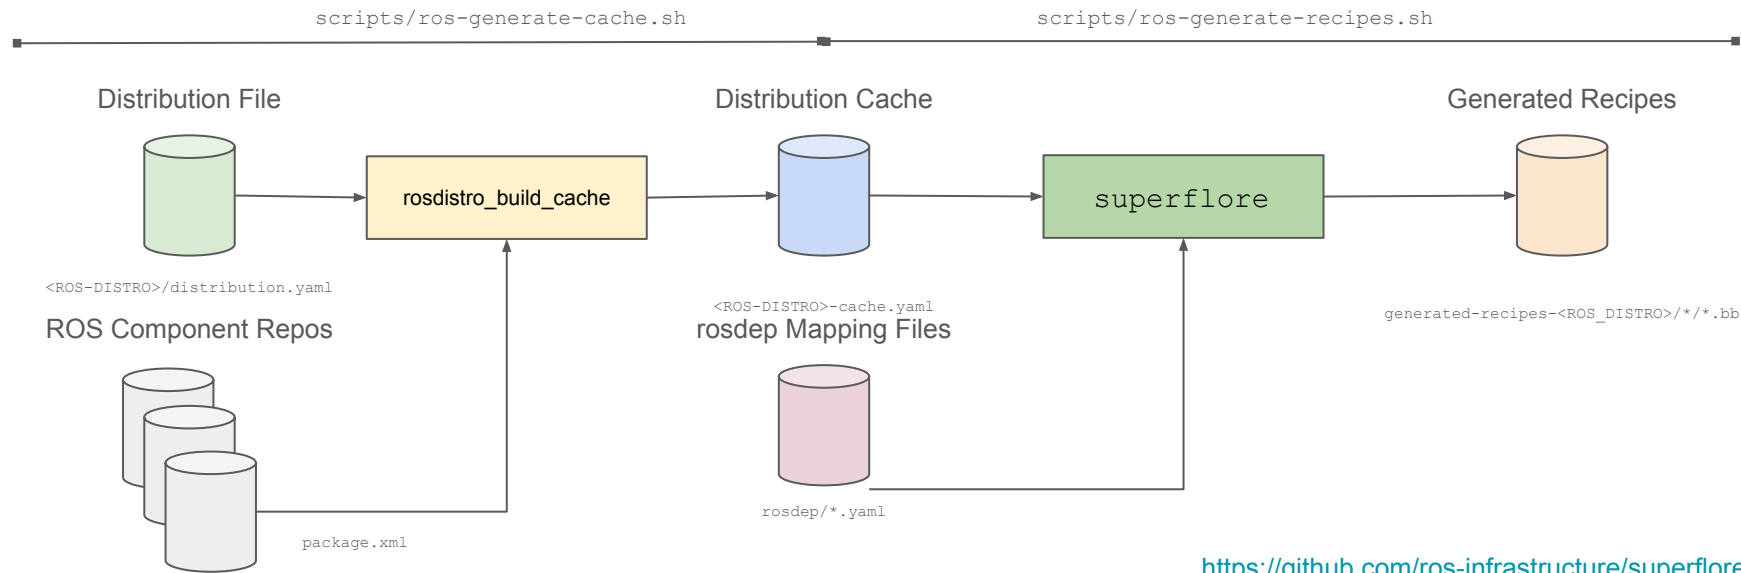 scripts/ros-generate-cache.sh
scripts/ros-generate-recipes.sh
Distribution File
Distribution Cache
Generated Recipes
rosdistro_build_cache
superflore
<ROS-DISTRO>/distribution.yaml
<ROS-DISTRO>-cache.yaml
generated-recipes-<ROS_DISTRO>/*/*.bb
ROS Component Repos
rosdep Mapping Files
rosdep/*.yaml
package.xml
https://github.com/ros-infrastructure/superflore